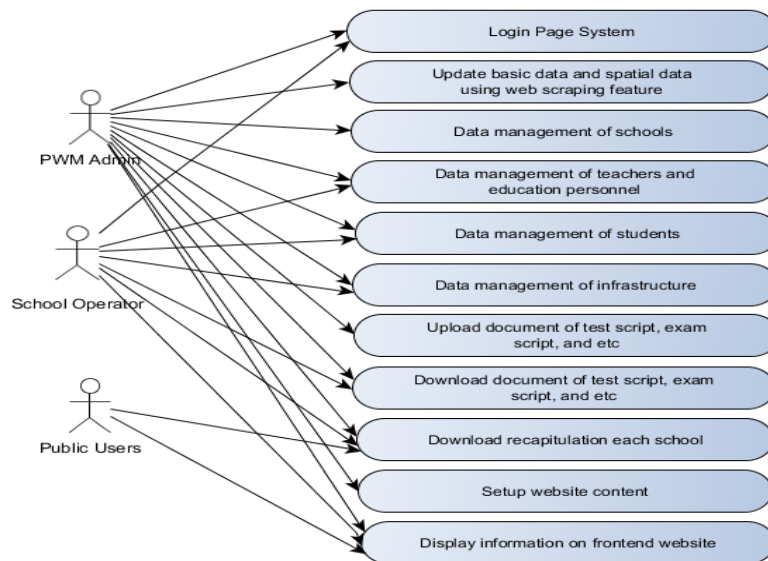 Login Page System
Update basic data and spatial data
using web scraping feature
Data management of schools
PWM Admin
Data management of teachers and
education personnel
Data management of students
School Operator
Data management of infrastructure
Upload document of test script, exam
script, and etc
Download document of test script, exam
script, and etc
Public Users
Download recapitulation each school
Setup website content
Display information on frontend website